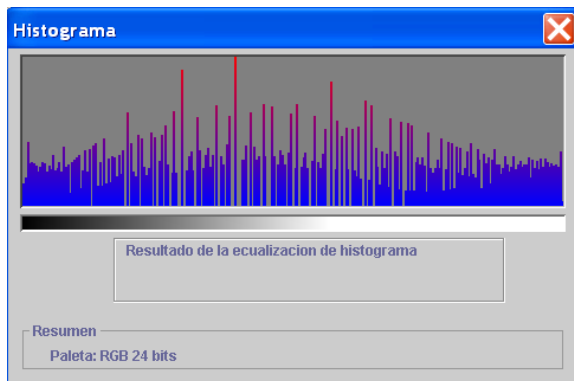 Histograma
Resultado de la ecualizacion de histograma
Resumen
Paleta: RGB 24 bits